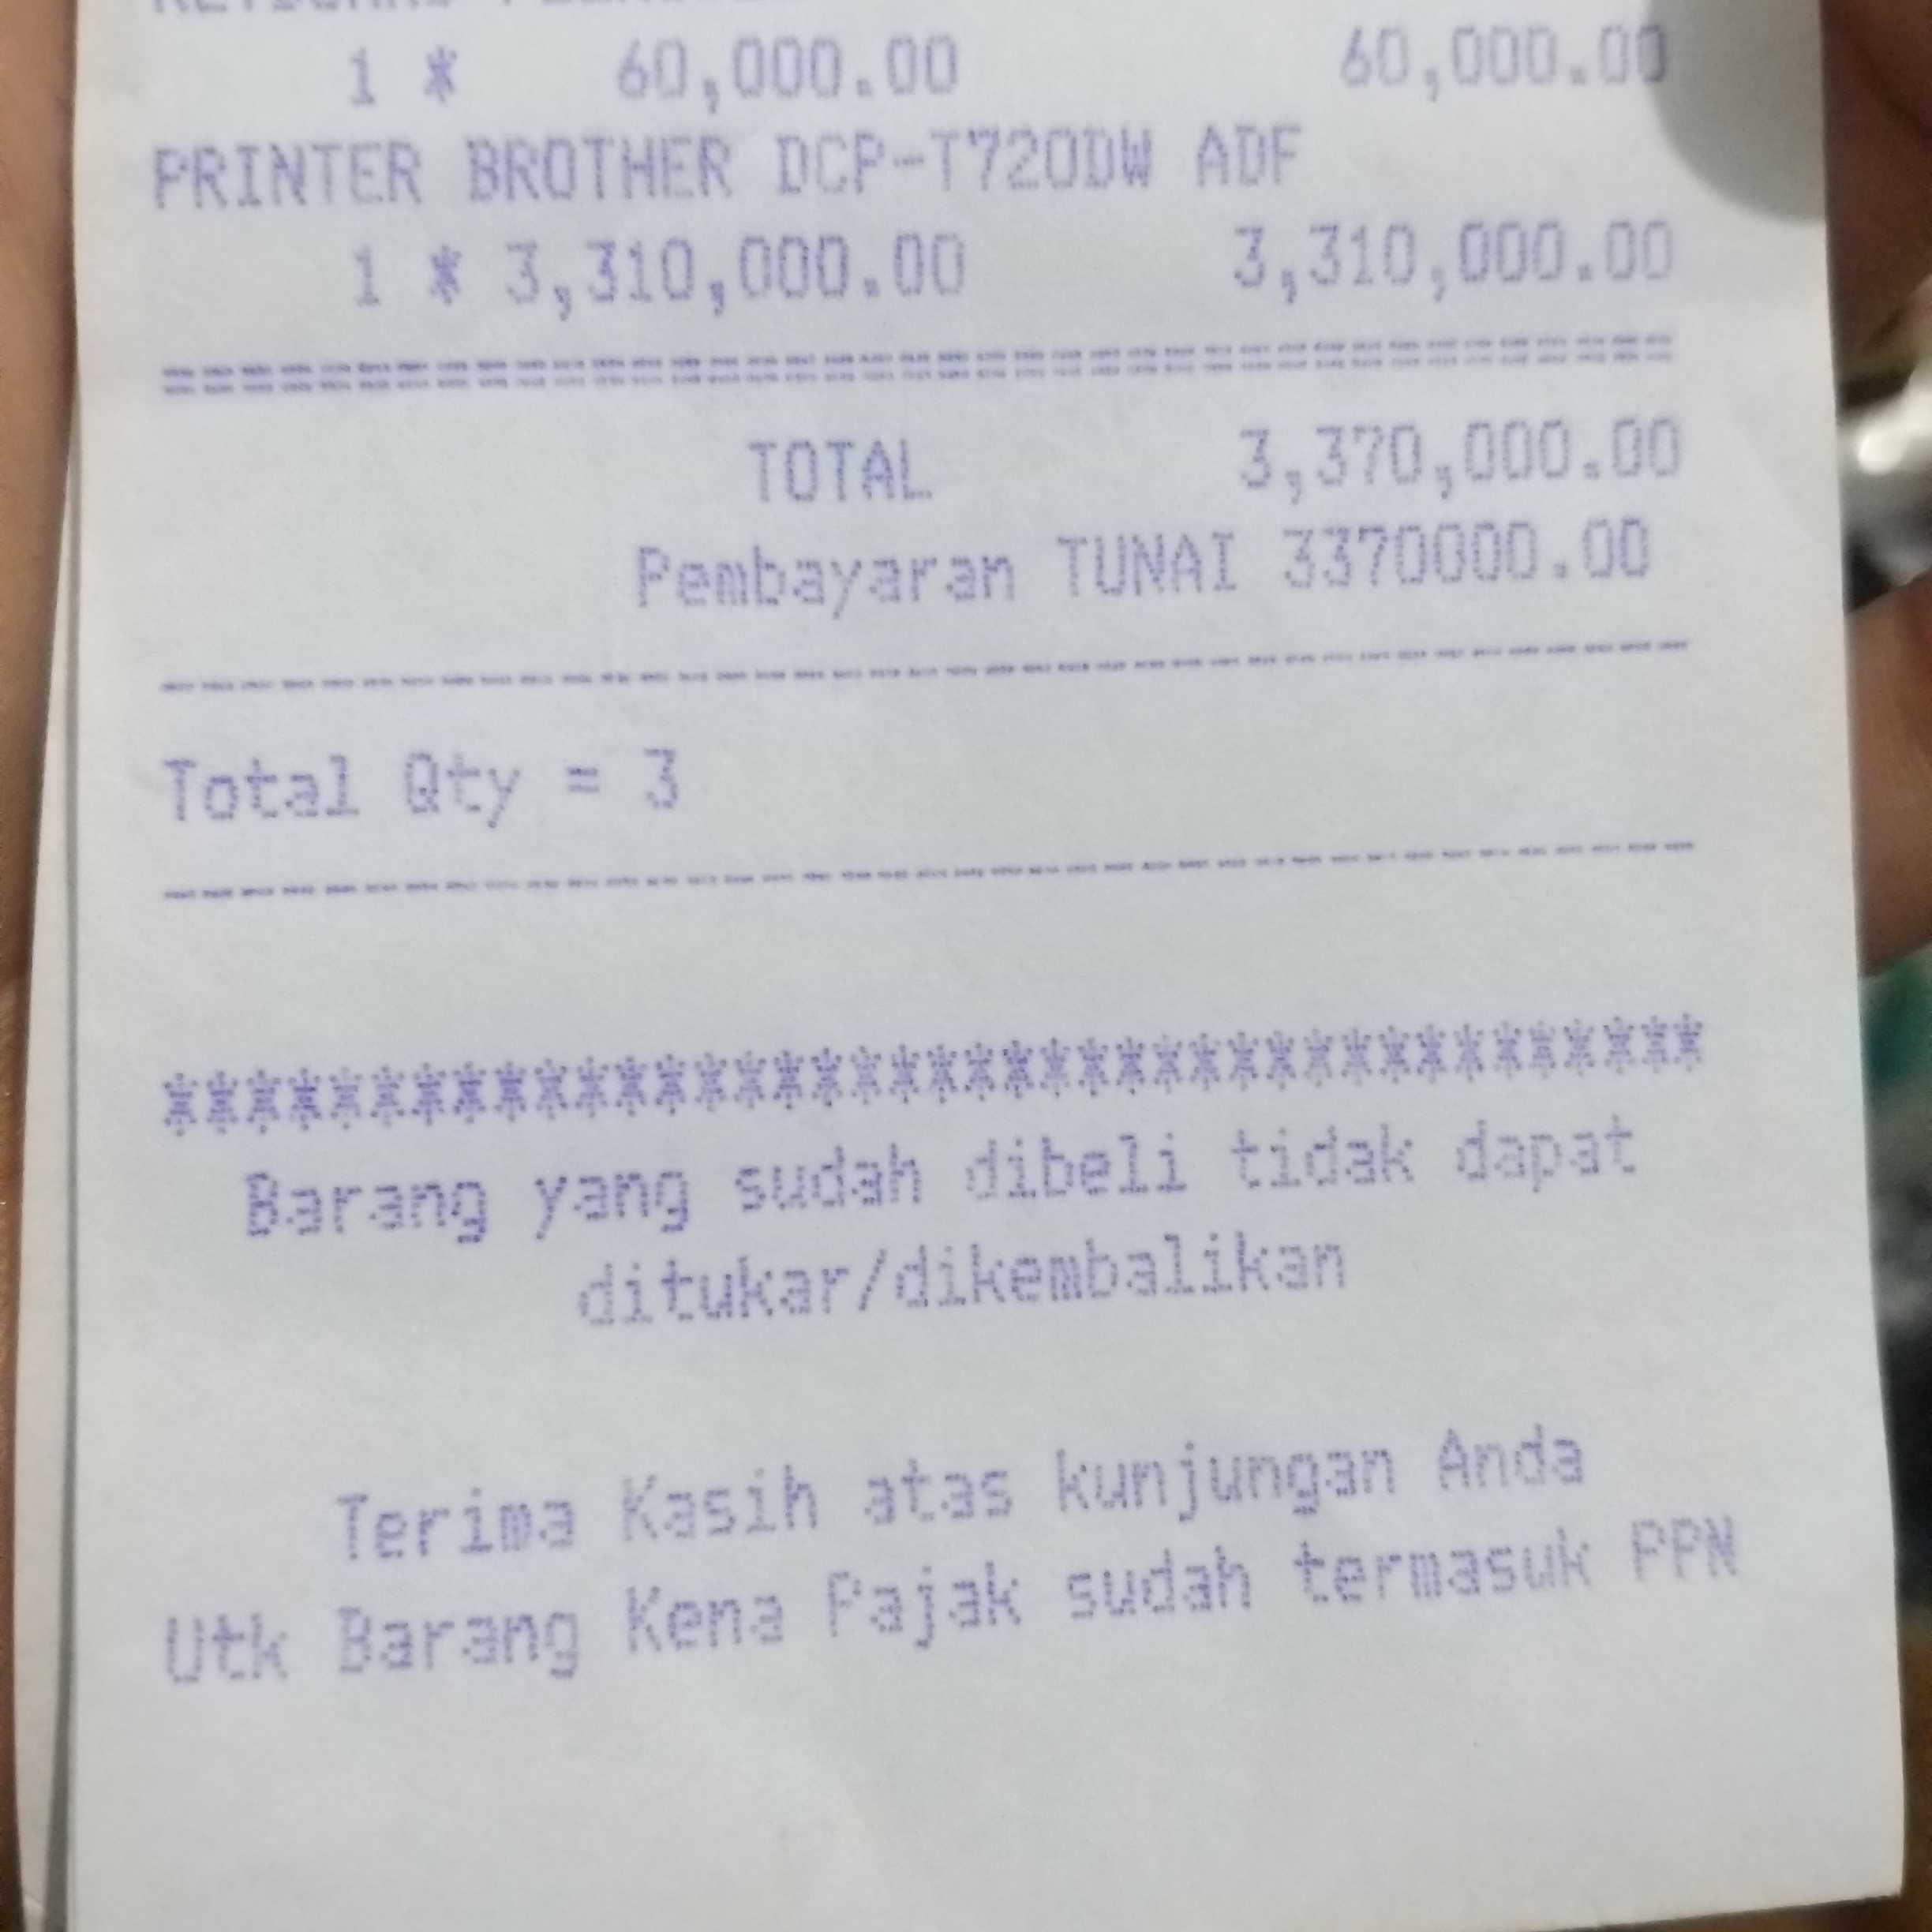 1 * 60,000.00 60,000.00
PRINTER BROTHER DCP-T720DW ADF
1 * 3,310,000.00 3,310,000.00
TOTAL 3,370,000.00
Pembayaran TUNAI 3370000.00
Total Qty = 3
**************************************
Barang yang sudah dibeli tidak dapat
ditukar/dikembalikan
Terima Kasih atas kunjungan Anda
Utk Barang Kena Pajak sudah termasuk PPN